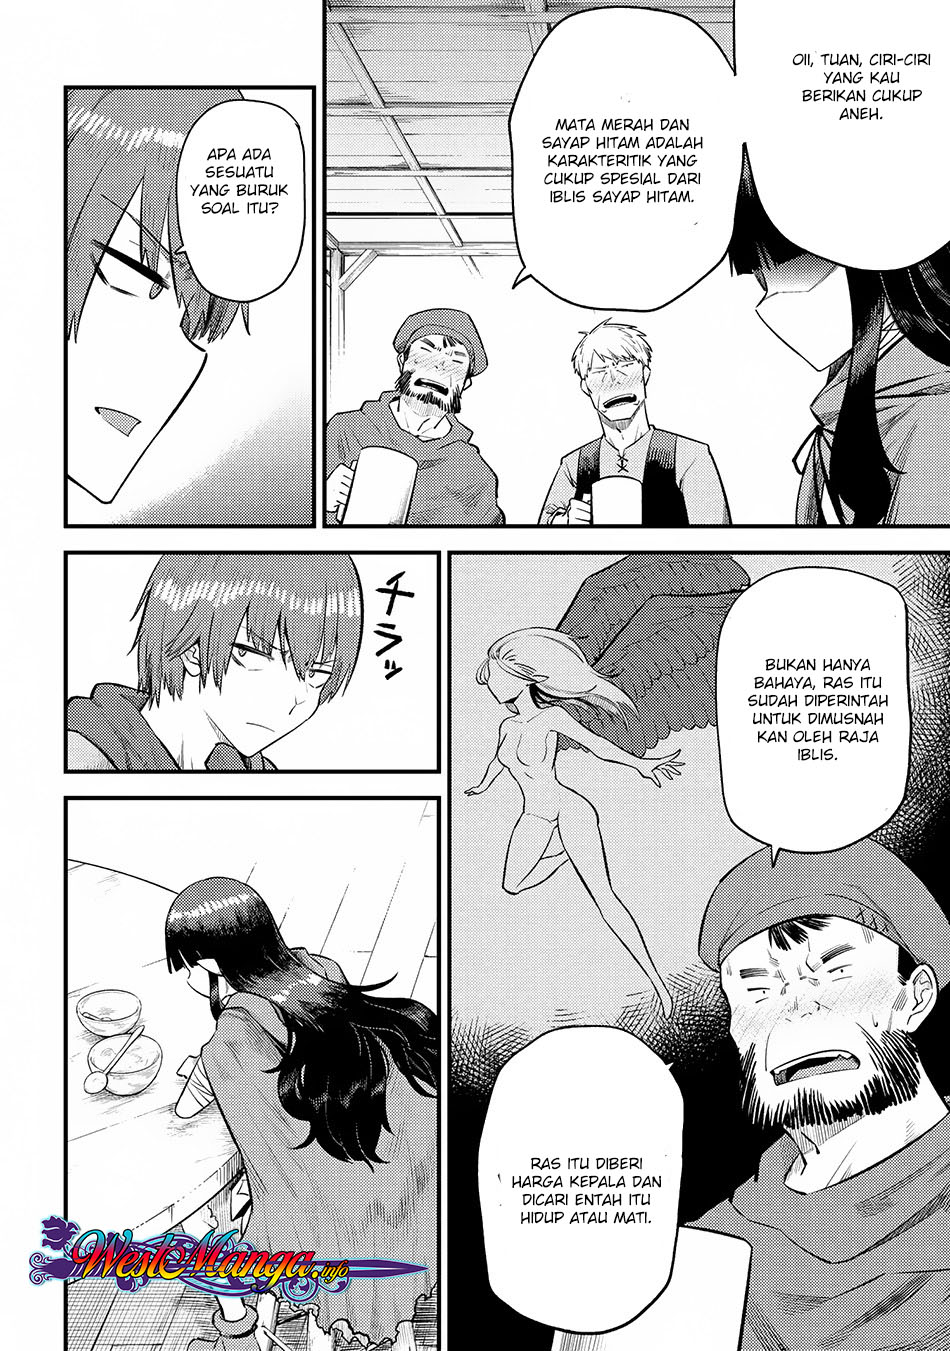 OII, TUAN, CIRI-CIRI
YANG KAU
BERIKAN CUKUP
ANEH.
MATA MERAH DAN
SAYAP HITAM ADALAH
KARAKTERITIK YANG
CUKUP SPESIAL DARI
IBLIS SAYAP HITAM.
APA ADA
SESUATU
YANG BURUK
SOAL ITU?
BUKAN HANYA
BAHAYA, RAS ITU
SUDAH DIPERINTAH
UNTUK DIMUSNAH
KAN OLEH RAJA
IBLIS.
チラッ
RAS ITU DIBERI
HARGA KEPALA DAN
DICARI ENTAH ITU
HIDUP ATAU MATI.
WestManga.info